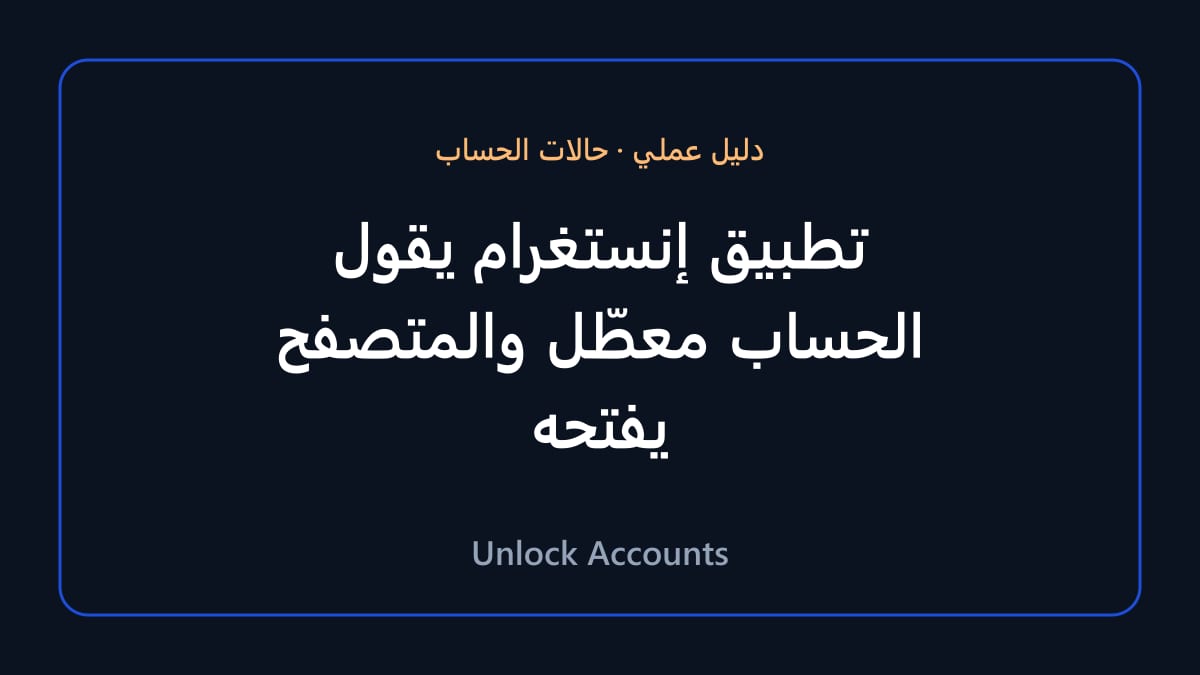 دليل عملي · حالات الحساب
تطبيق إنستغرام يقول
الحساب معطّل والمتصفح
يفتحه
Unlock Accounts